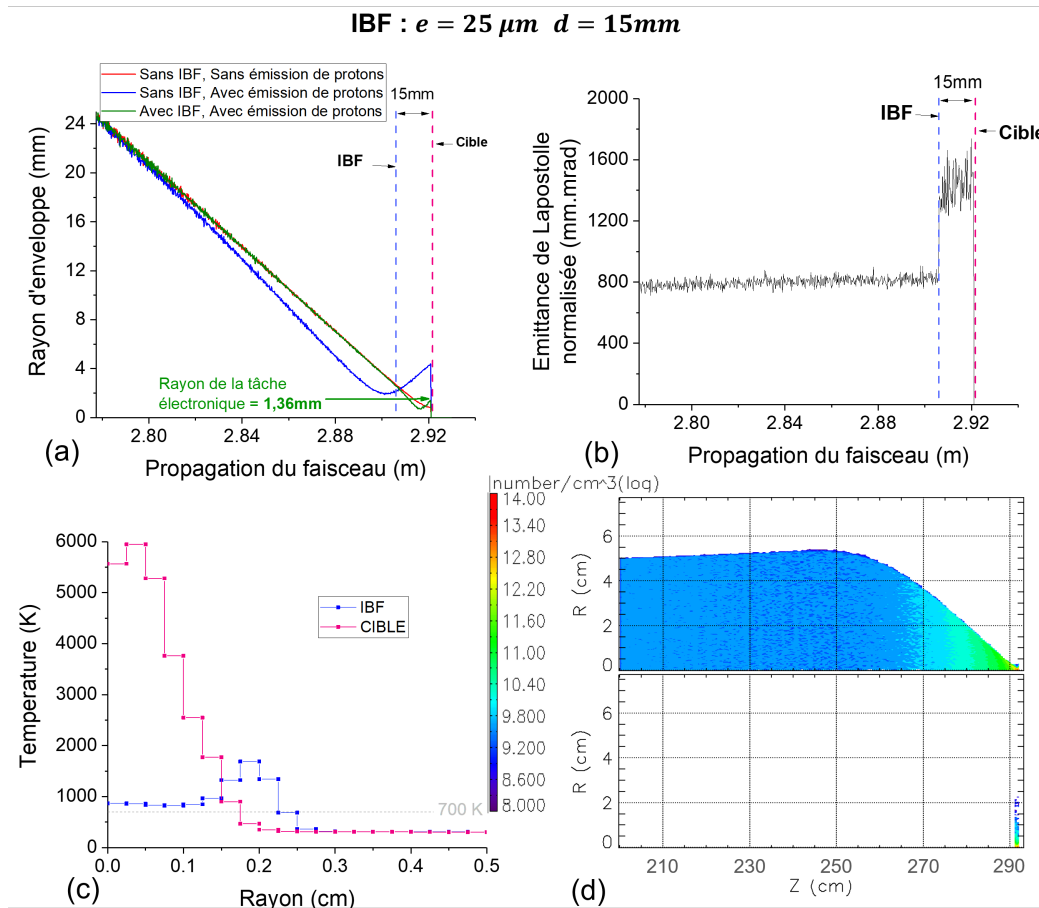 IBF : e = 25 μm d = 15mm
Sans IBF, Sans émission de protons
Sans IBF, Avec émission de protons
Avec IBF, Avec émission de protons
15mm
IBF
Cible
24
20
16
12
8
4
0
Rayon d'enveloppe (mm)
Rayon de la tâche
électronique = 1,36mm
2.80
2.84
2.88
2.92
(a)
Propagation du faisceau (m)
15mm
IBF
Cible
2000
1600
1200
800
400
0
Emittance de Lapostolle
normalisée (mm.mrad)
2.80
2.84
2.88
2.92
(b)
Propagation du faisceau (m)
6000
5000
4000
3000
2000
1000
0
Temperature (K)
IBF
CIBLE
700 K
0.0
0.1
0.2
0.3
0.4
0.5
(c)
Rayon (cm)
number/cm^3(log)
14.00
13.40
12.80
12.20
11.60
11.00
10.40
9.800
9.200
8.600
8.000
6
4
2
0
R (cm)
6
4
2
0
R (cm)
210
230
250
270
290
(d)
Z (cm)